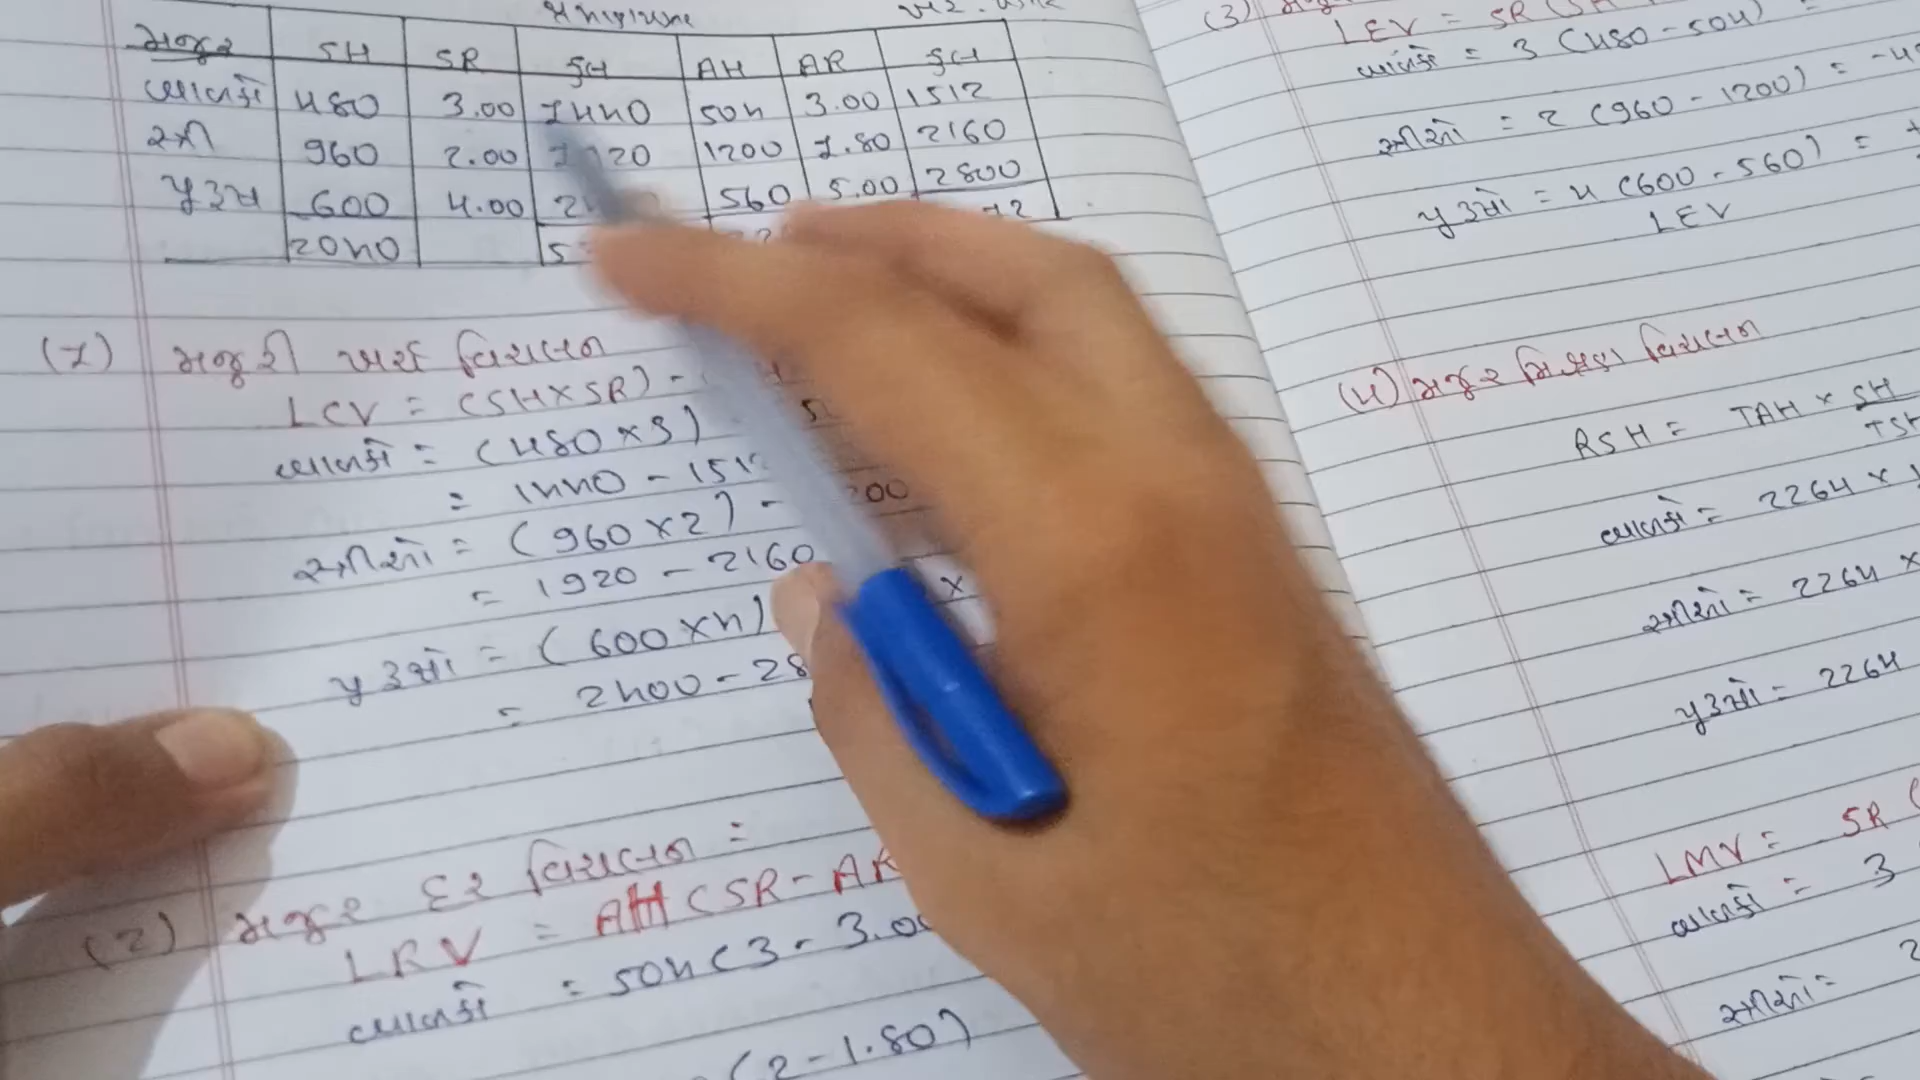 મજૂર SH SR કુલ AH AR કુલ
બાળકો 480 3.00 1440 504 3.00 1512
સ્ત્રી 960 2.00 1200 1.80 2160
પુરુષ 600 4.00 560 5.00 2800
2040
(1) મજૂરી ખર્ચ વિચલન
LCV = (SH×SR) -
બાળકો = (480×3)
= 1440 - 151
સ્ત્રીઓ = (960×2) -
= 1920 - 2160
પુરુષો = (600×4) ×
= 2400 - 28
(2) મજૂર દર વિચલન =
LRV = AH (SR - AR
બાળકો = 504 (3 - 3.00
(2 - 1.80)
(3)
LEV = SR
બાળકો = 3 (480 - 504) =
સ્ત્રીઓ = 2 (960 - 1200) = -4
પુરુષો = 4 (600 - 560) =
LEV
(4) મજૂર મિશ્રણ વિચલન
RSH = TAH × SH
TSH
બાળકો = 2264 ×
સ્ત્રીઓ = 2264 ×
પુરુષો = 2264
LMV = SR (
બાળકો = 3
સ્ત્રીઓ = 2